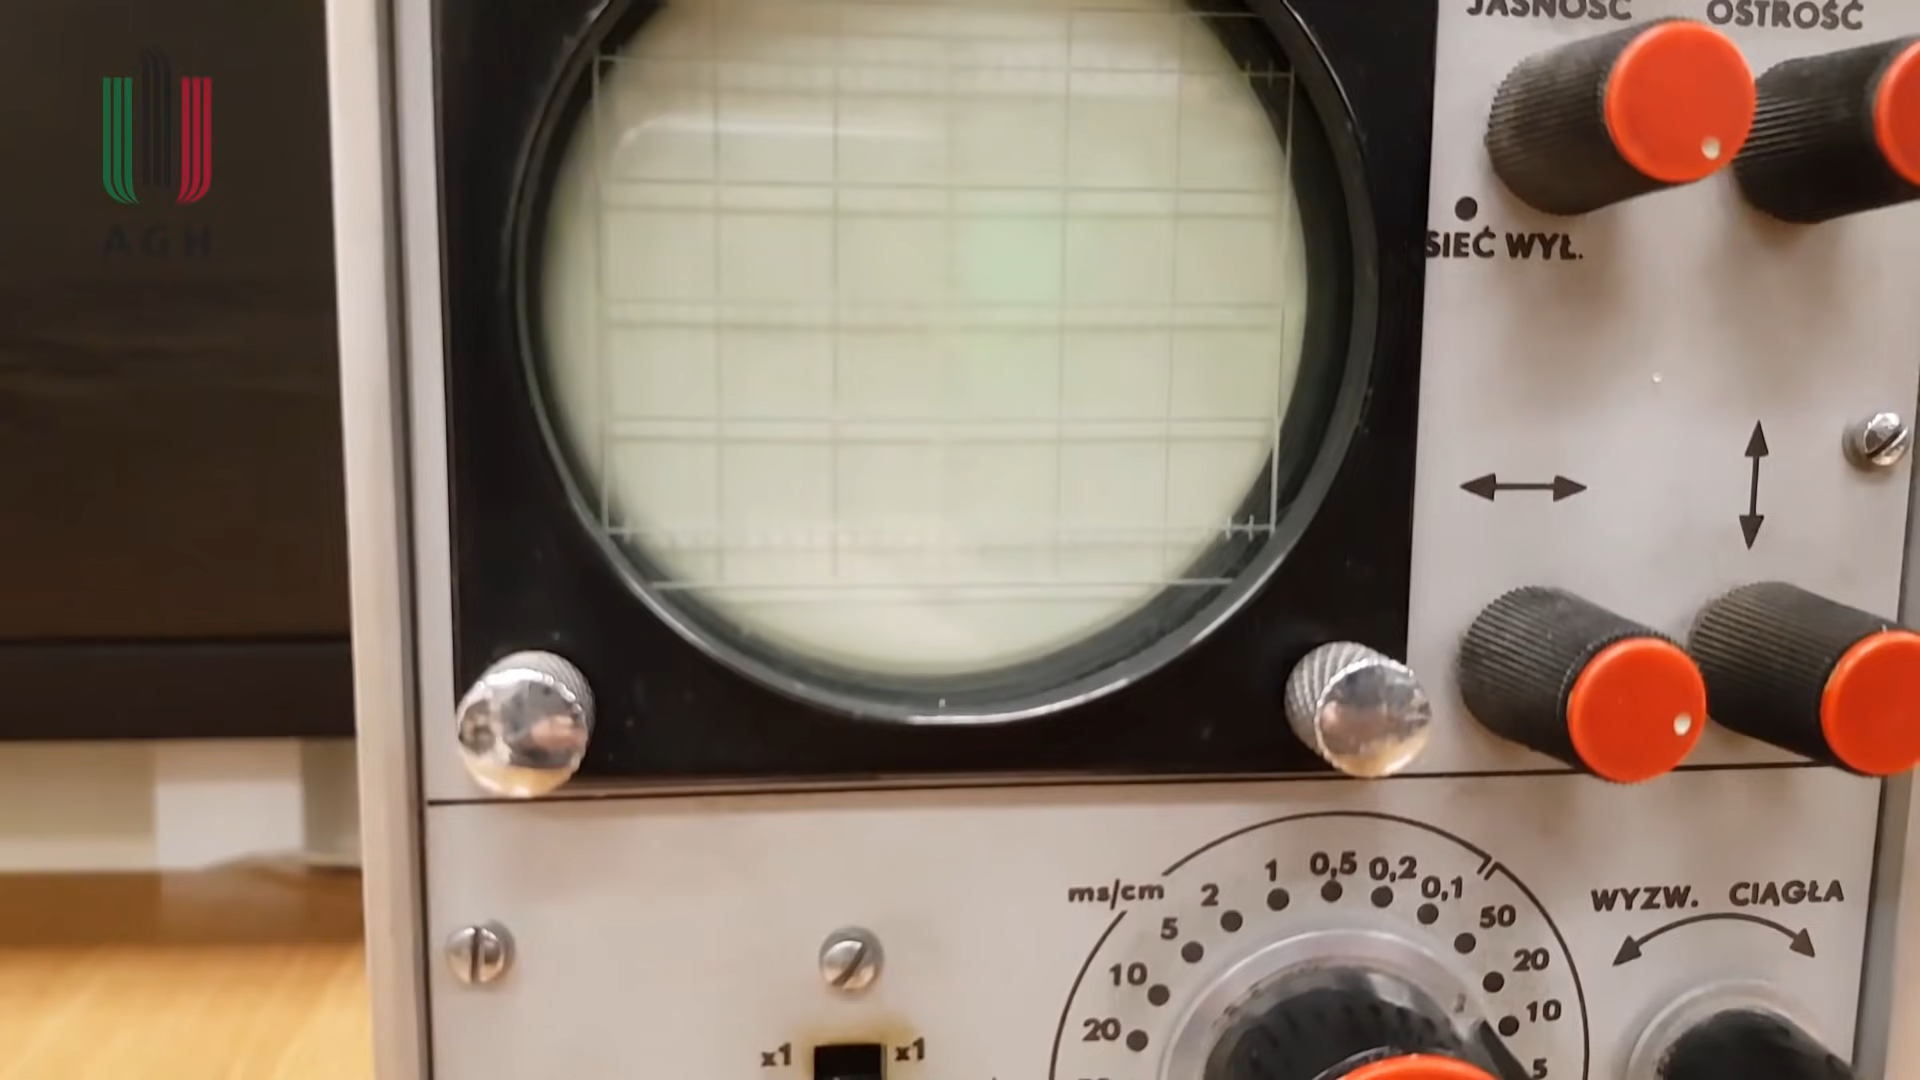 JASNOŚĆ OSTROŚĆ
AGH
SIEĆ WYŁ.
ms/cm 2 1 0,5 0,2 0,1 50
5 20
10 10
20 5
WYZW. CIAGŁA
x1 x1